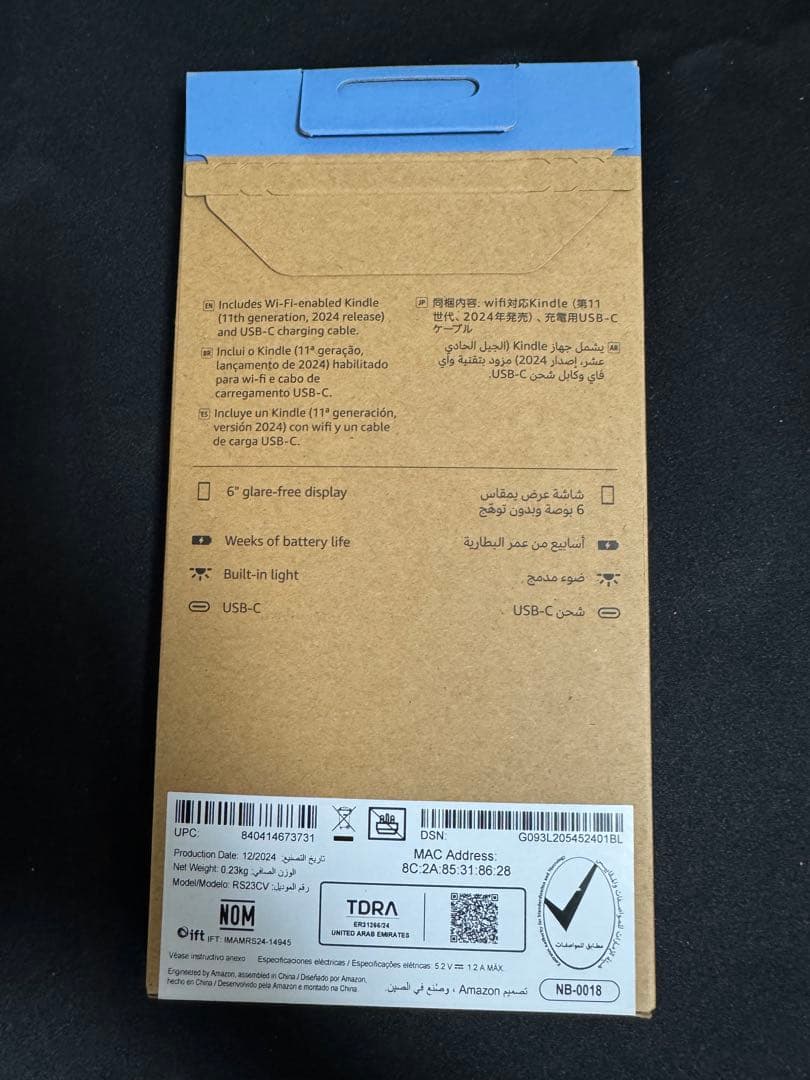 EN Includes Wi-Fi-enabled Kindle
(11th generation, 2024 release)
and USB-C charging cable.
BR Inclui o Kindle (11ª geração,
lançamento de 2024) habilitado
para wi-fi e cabo de
carregamento USB-C.
ES Incluye un Kindle (11ª generación,
versión 2024) con wifi y un cable
de carga USB-C.
JP 同梱内容: wifi対応Kindle (第11
世代、2024年発売) 、充電用USB-C
ケーブル
AR يشمل جهاز Kindle (الجيل الحادي
عشر، إصدار 2024) مزود بتقنية واي
فاي وكابل شحن USB-C.
6" glare-free display
Weeks of battery life
Built-in light
USB-C
شاشة عرض بمقاس
6 بوصة وبدون توهّج
أسابيع من عمر البطارية
ضوء مدمج
شحن USB-C
UPC: 840414673731
DSN: G093L205452401BL
Production Date: 12/2024 تاريخ التصنيع:
Net Weight: 0.23kg الوزن الصافي:
Model/Modelo: RS23CV رقم الموديل:
MAC Address:
8C:2A:85:31:86:28
NOM
ift IFT: IMAMRS24-14945
TDRA
ER31266/24
UNITED ARAB EMIRATES
مطابق للمواصفات
Véase instructivo anexo Especificaciones eléctricas / Especificações elétricas: 5.2 V ⎓ 1.2 A MÁX.
Engineered by Amazon, assembled in China / Diseñado por Amazon,
hecho en China / Desenvolvido pela Amazon e montado na China.
تصميم Amazon ، وصُنع في الصين.
NB-0018